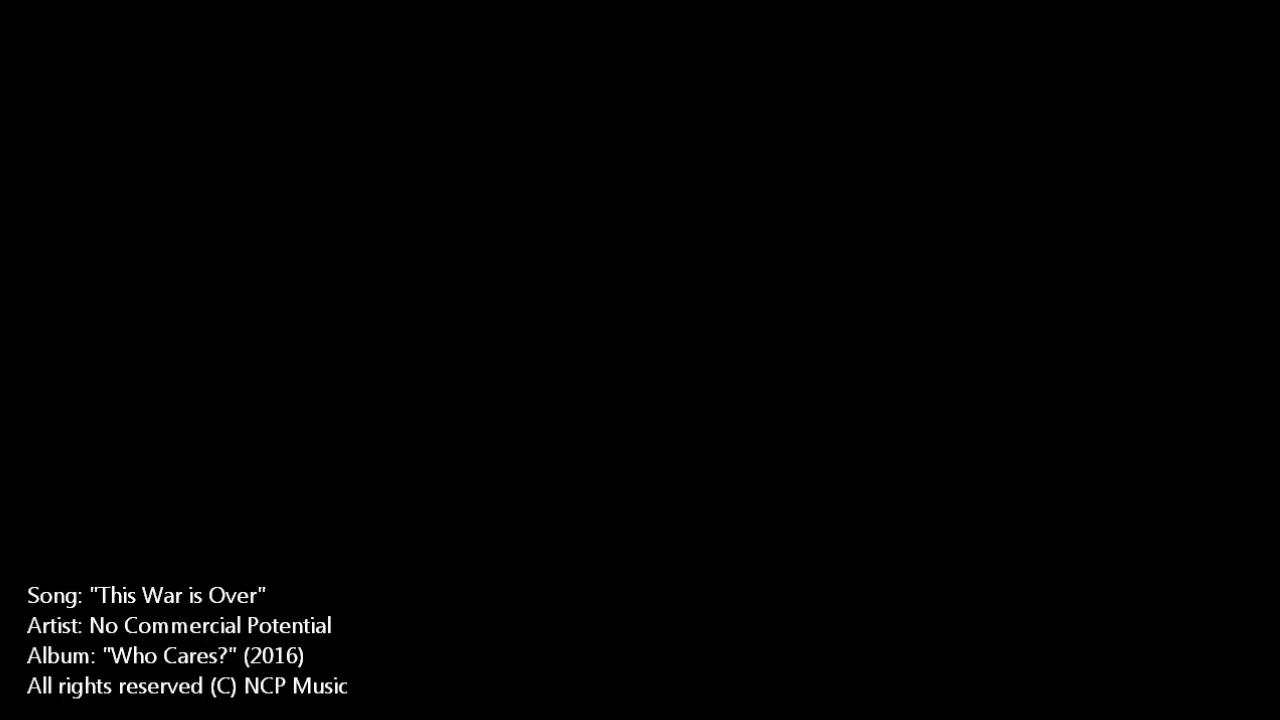 Song: "This War is Over"
Artist: No Commercial Potential
Album: "Who Cares?" (2016)
All rights reserved (C) NCP Music